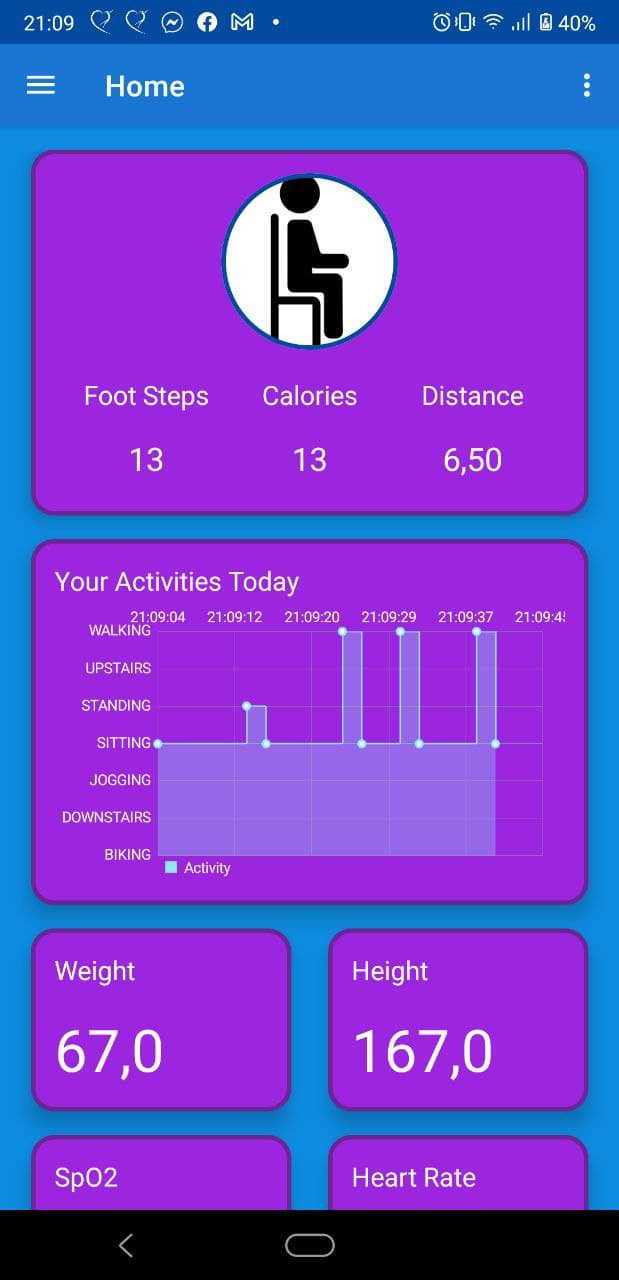 21:09 40%
Home
Foot Steps Calories Distance
13 13 6,50
Your Activities Today
21:09:04 21:09:12 21:09:20 21:09:29 21:09:37 21:09:4
WALKING
UPSTAIRS
STANDING
SITTING
JOGGING
DOWNSTAIRS
BIKING
Activity
Weight Height
67,0 167,0
SpO2 Heart Rate